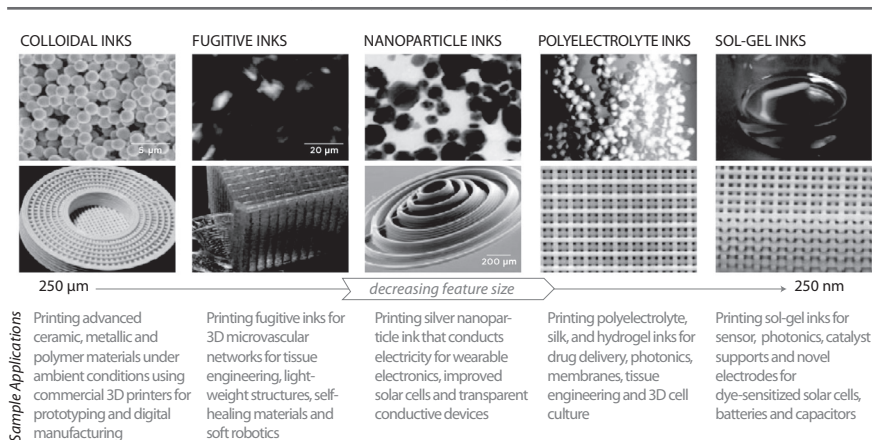 COLLOIDAL INKS
FUGITIVE INKS
NANOPARTICLE INKS
POLYELECTROLYTE INKS
SOL-GEL INKS
5 µm
20 µm
200 µm
250 µm
decreasing feature size
250 nm
Sample Applications
Printing advanced
ceramic, metallic and
polymer materials under
ambient conditions using
commercial 3D printers for
prototyping and digital
manufacturing
Printing fugitive inks for
3D microvascular
networks for tissue
engineering, light-
weight structures, self-
healing materials and
soft robotics
Printing silver nanopar-
ticle ink that conducts
electricity for wearable
electronics, improved
solar cells and transparent
conductive devices
Printing polyelectrolyte,
silk, and hydrogel inks for
drug delivery, photonics,
membranes, tissue
engineering and 3D cell
culture
Printing sol-gel inks for
sensor, photonics, catalyst
supports and novel
electrodes for
dye-sensitized solar cells,
batteries and capacitors